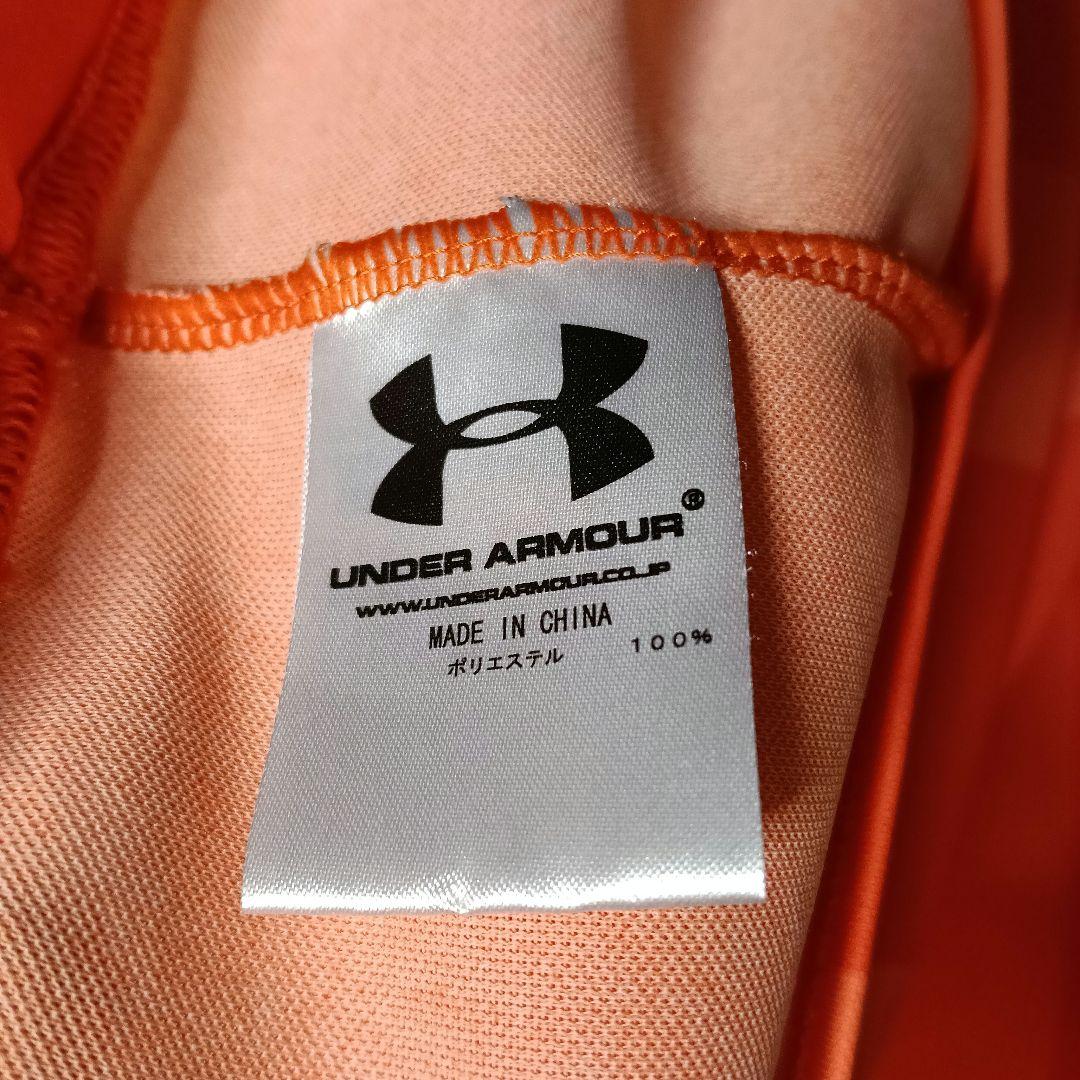 UNDER ARMOUR®
WWW.UNDERARMOUR.CO.JP
MADE IN CHINA
ポリエステル １００％